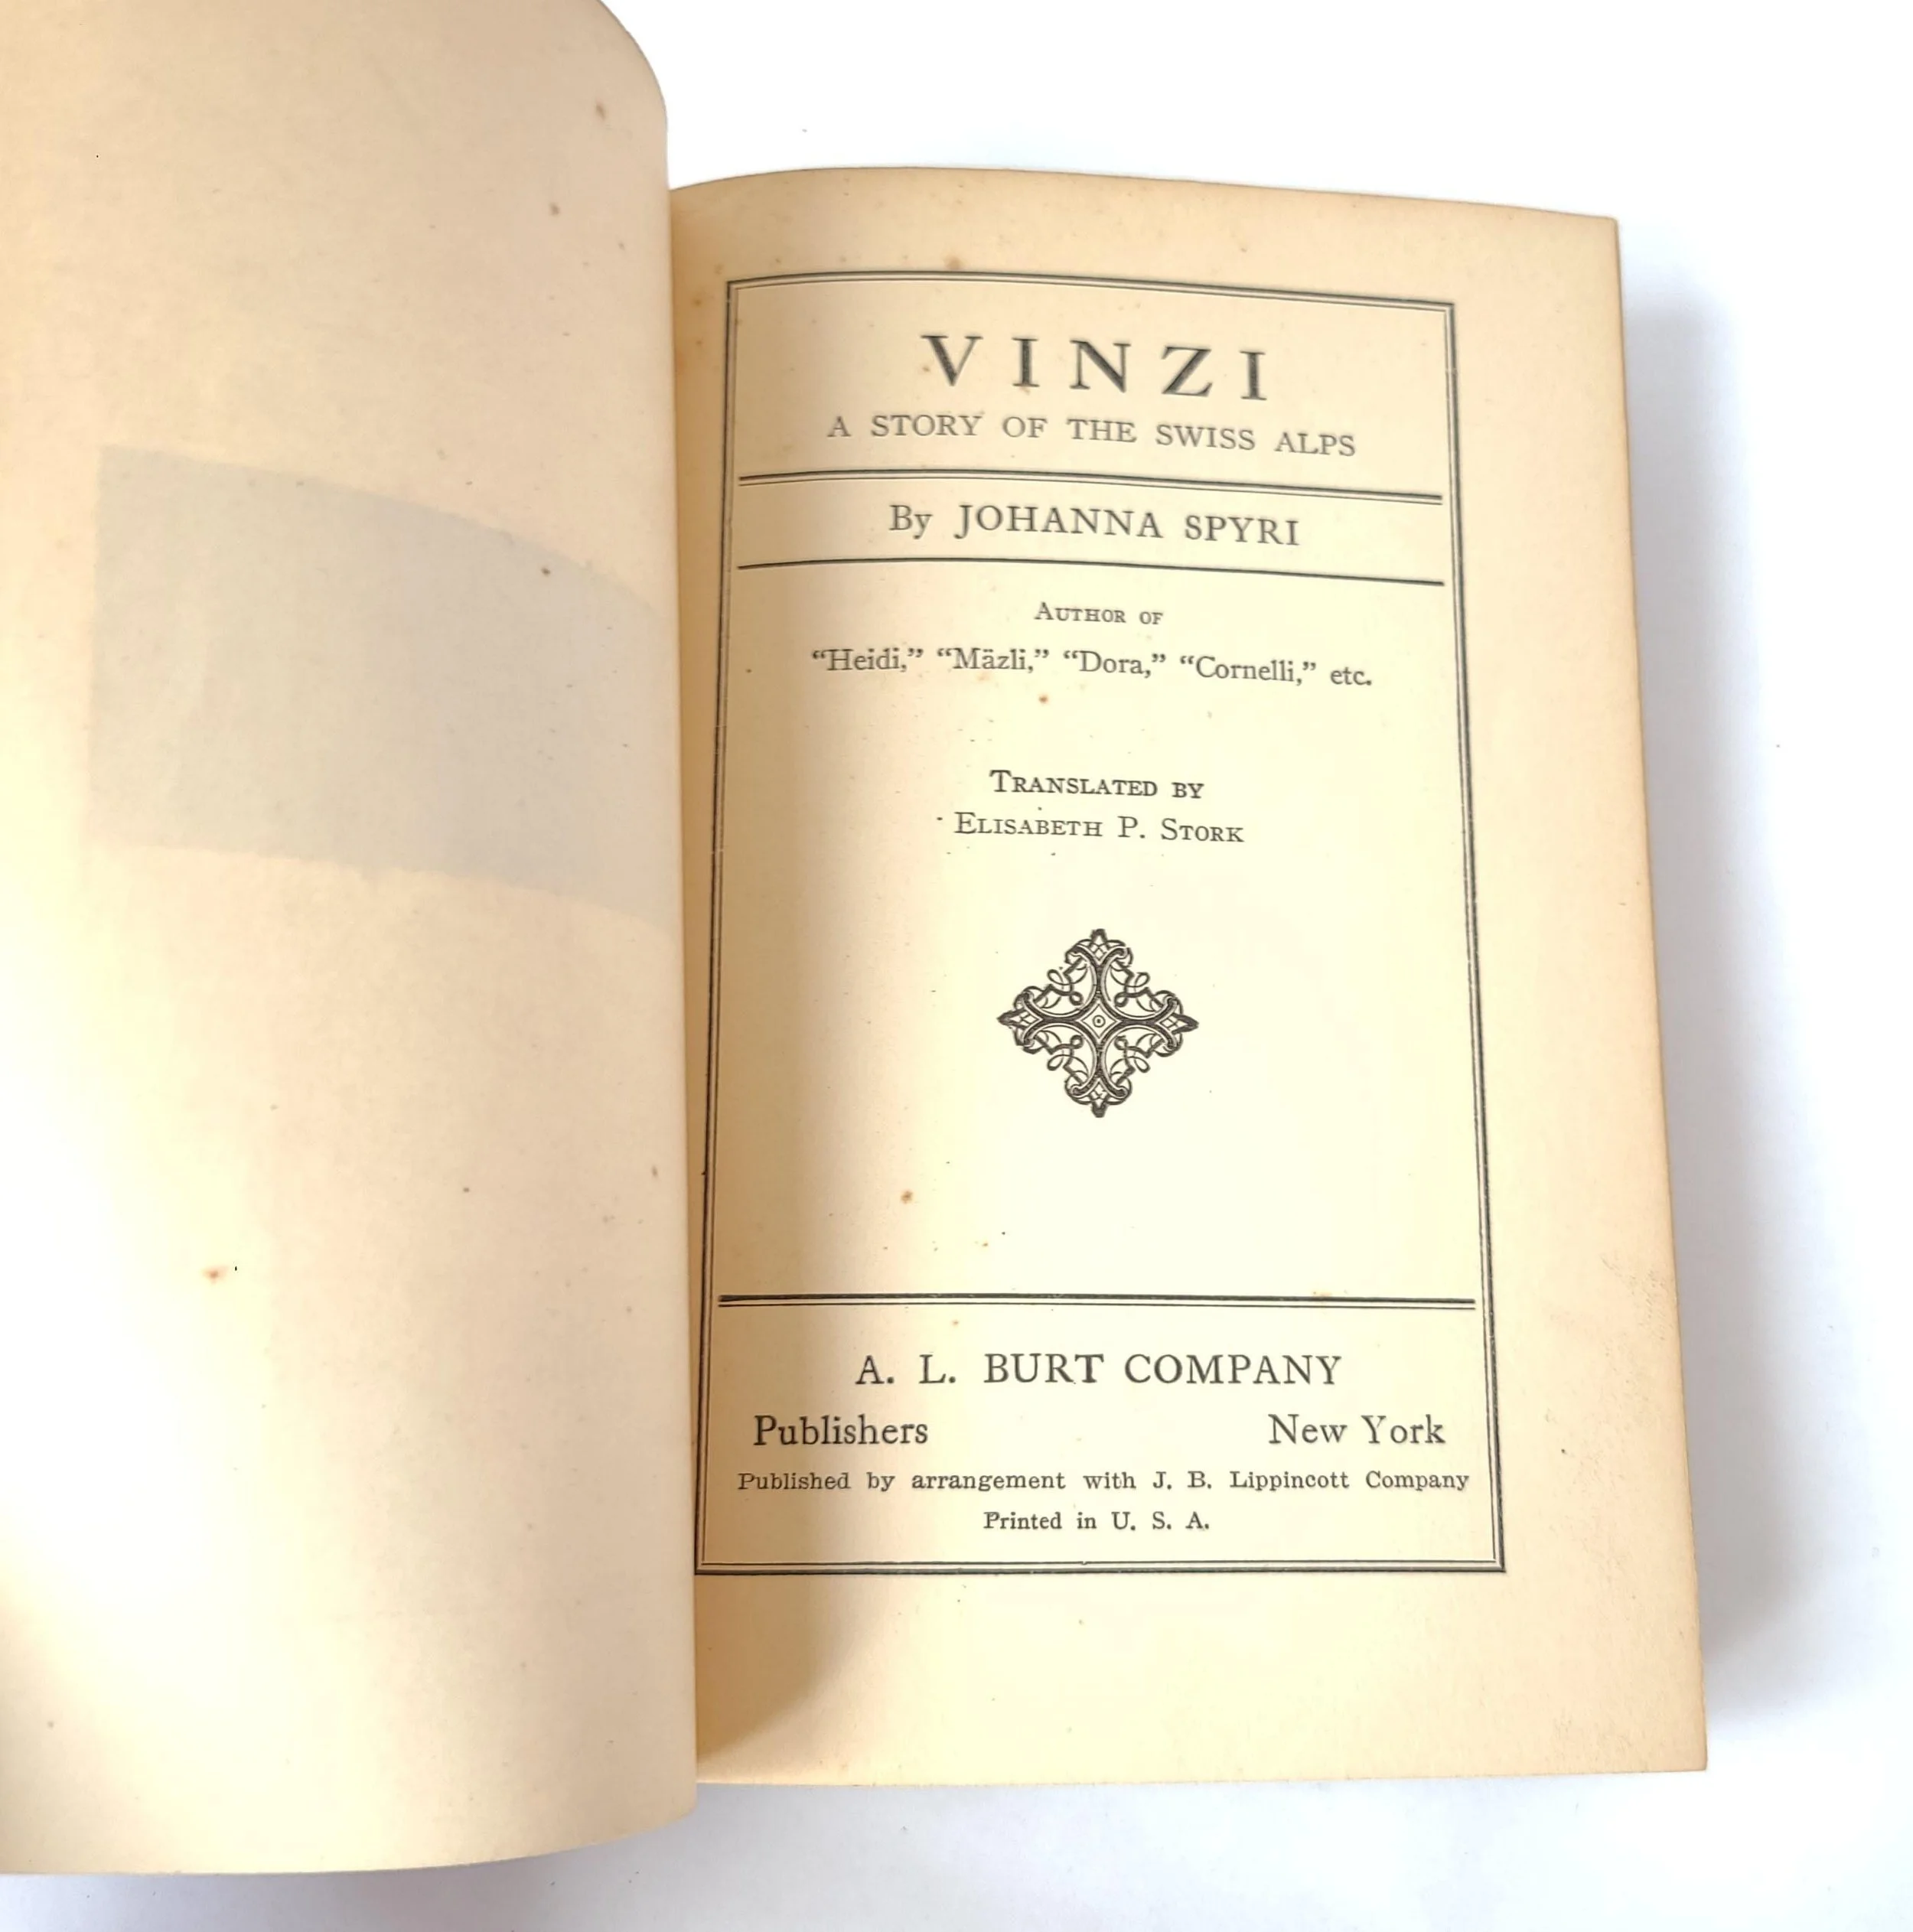 VINZI
A STORY OF THE SWISS ALPS
By JOHANNA SPYRI
AUTHOR OF
“Heidi,” “Mäzli,” “Dora,” “Cornelli,” etc.
TRANSLATED BY
ELISABETH P. STORK
A. L. BURT COMPANY
Publishers New York
Published by arrangement with J. B. Lippincott Company
Printed in U. S. A.